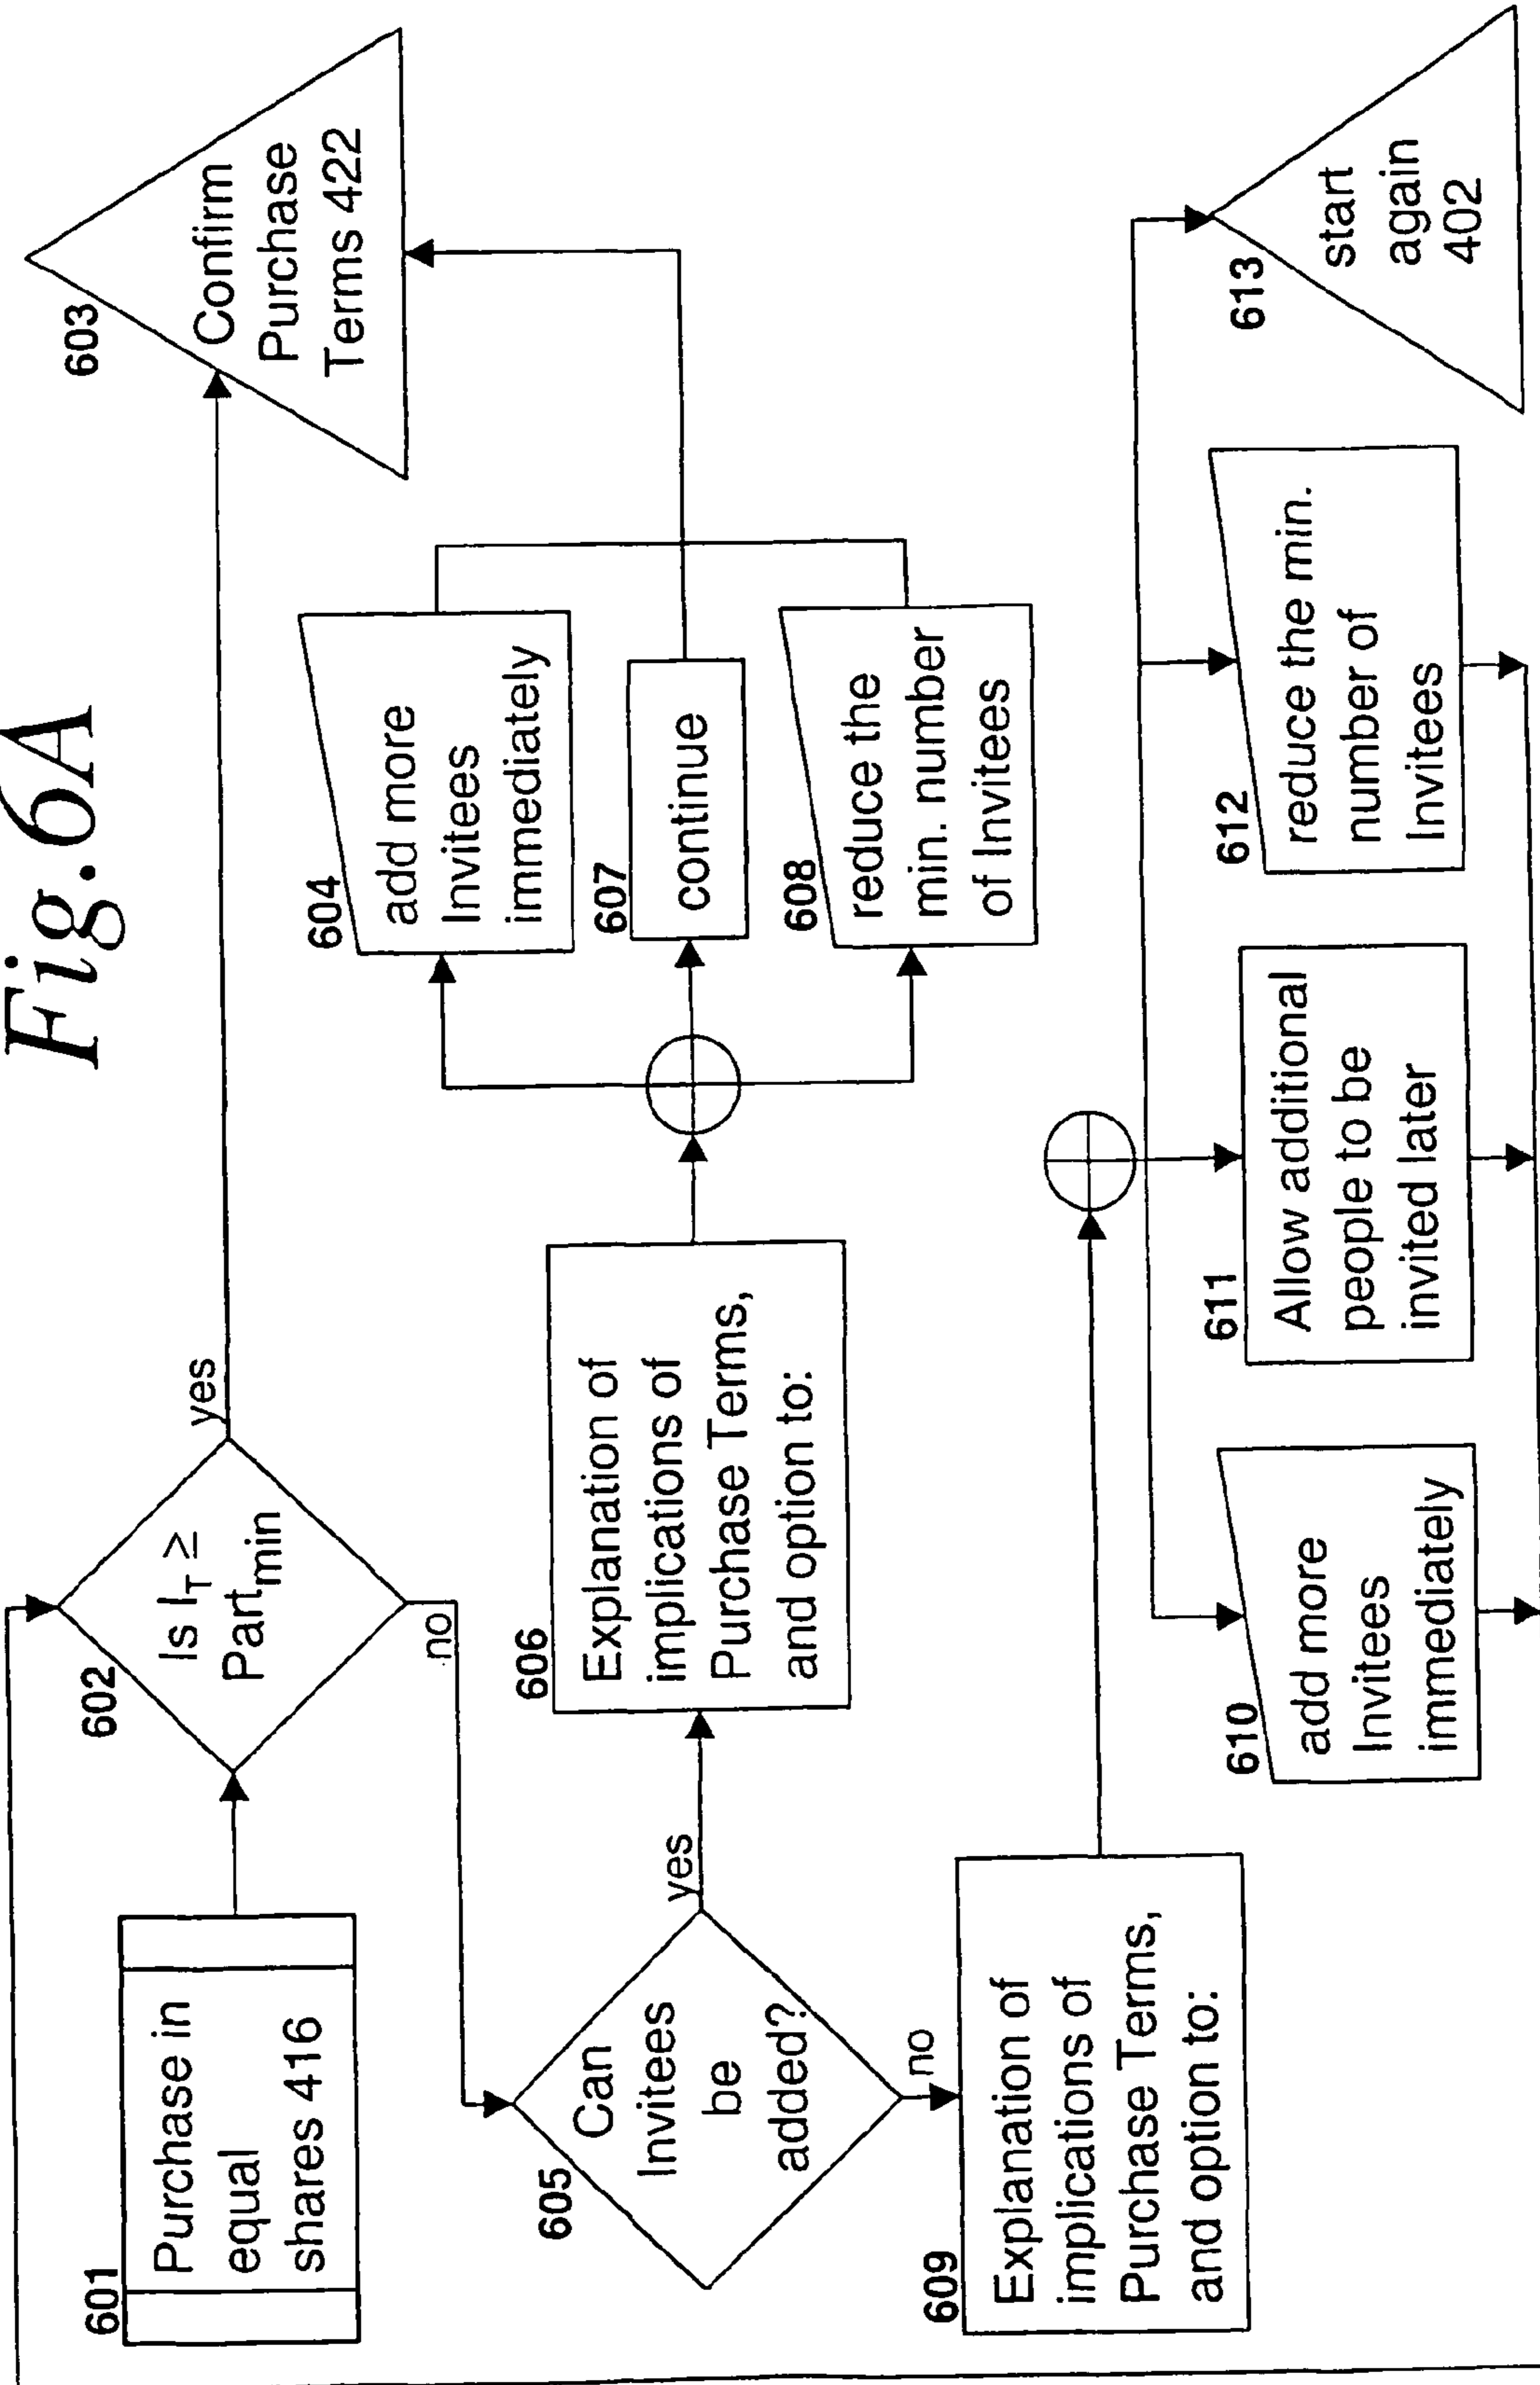 Fig.6A
601
Purchase in
equal
shares 416
602
Is I_T ≥
Part_min
yes
no
603
Confirm
Purchase
Terms 422
604
add more
Invitees
immediately
605
Can
Invitees
be
added?
yes
no
606
Explanation of
implications of
Purchase Terms,
and option to:
607
continue
608
reduce the
min. number
of Invitees
609
Explanation of
implications of
Purchase Terms,
and option to:
610
add more
Invitees
immediately
611
Allow additional
people to be
invited later
612
reduce the min.
number of
Invitees
613
start
again
402